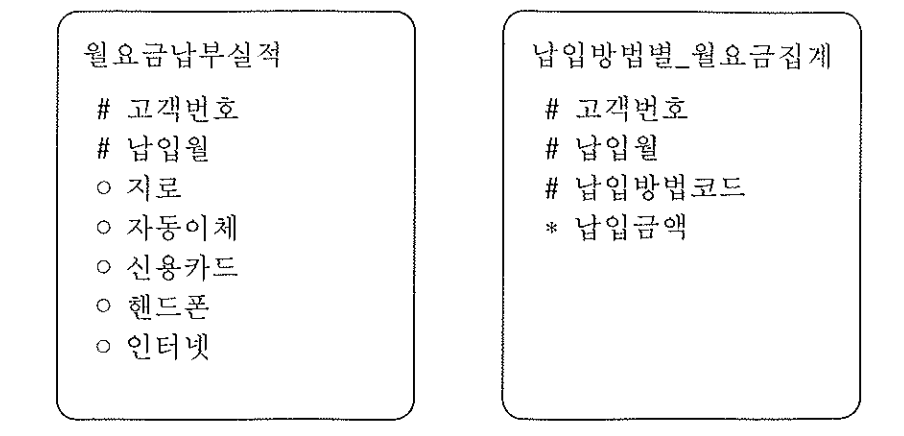 월요금납부실적
# 고객번호
# 납입월
○ 지로
○ 자동이체
○ 신용카드
○ 핸드폰
○ 인터넷
납입방법별_월요금집계
# 고객번호
# 납입월
# 납입방법코드
* 납입금액